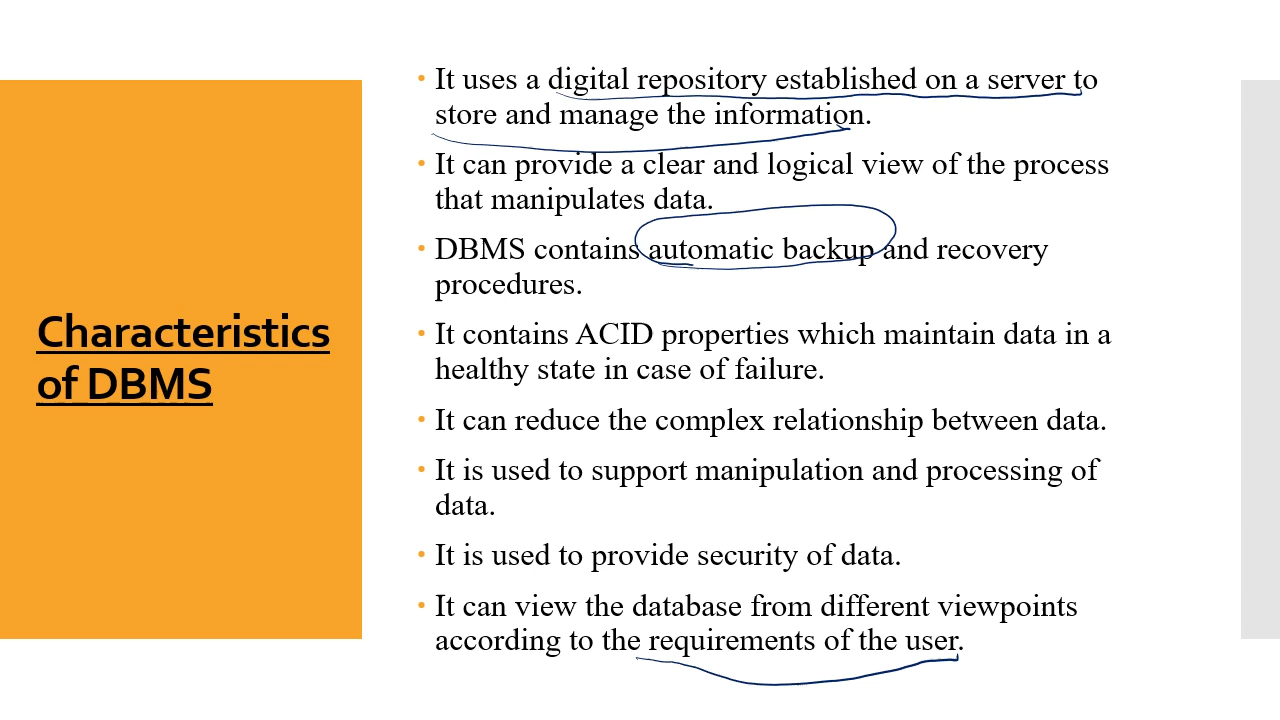 Characteristics
of DBMS
• It uses a digital repository established on a server to
store and manage the information.
• It can provide a clear and logical view of the process
that manipulates data.
• DBMS contains automatic backup and recovery
procedures.
• It contains ACID properties which maintain data in a
healthy state in case of failure.
• It can reduce the complex relationship between data.
• It is used to support manipulation and processing of
data.
• It is used to provide security of data.
• It can view the database from different viewpoints
according to the requirements of the user.